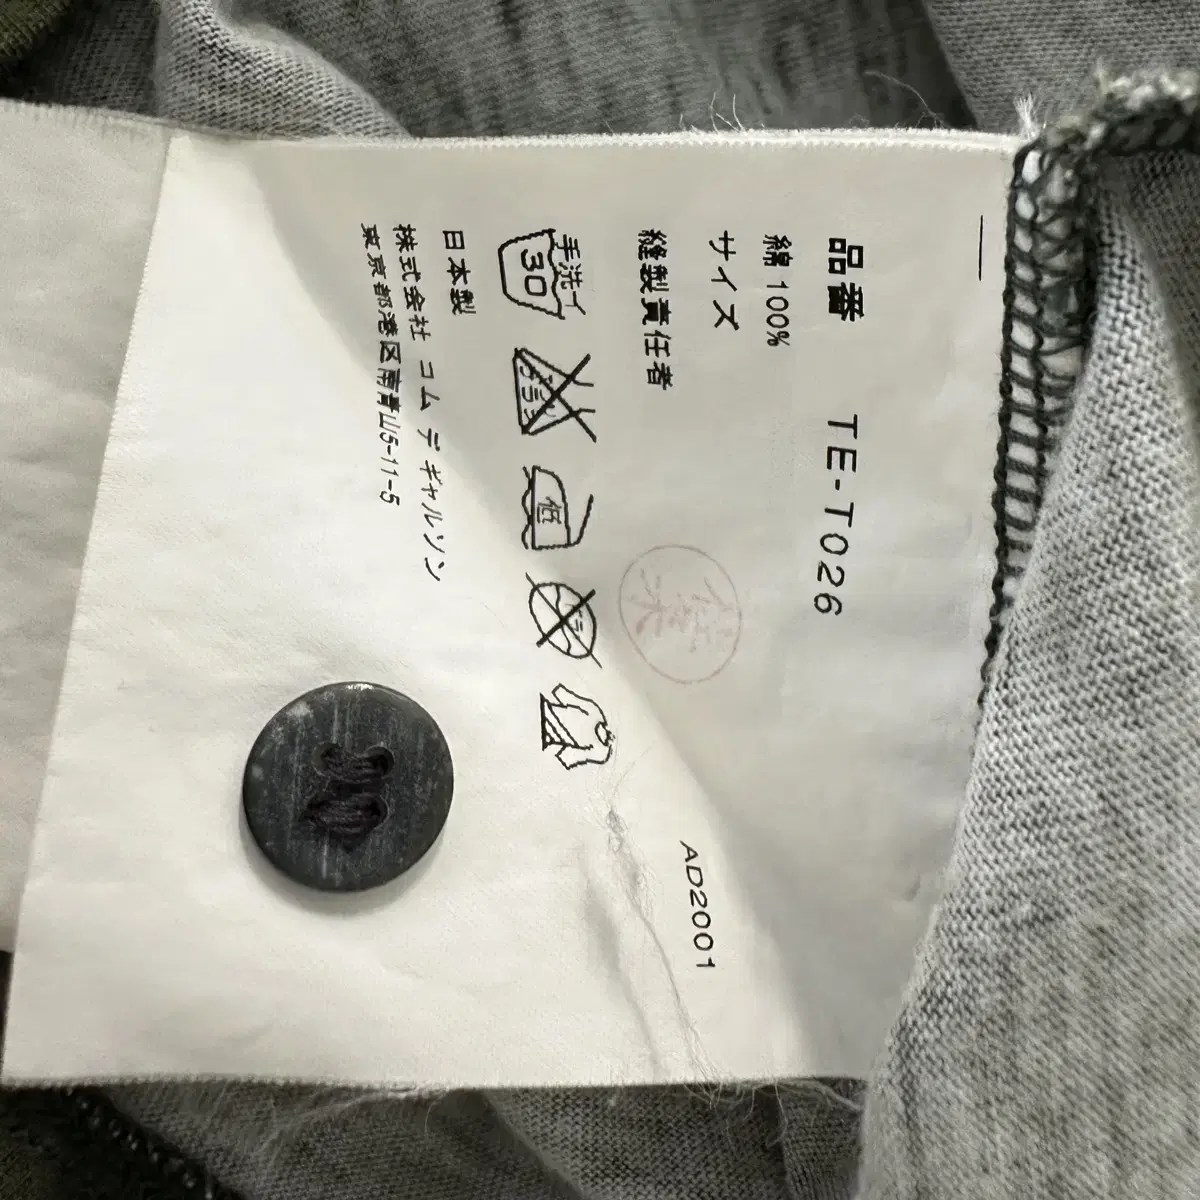 品番 TE-T026
綿 100%
サイズ
縫製責任者
AD2001
手洗イ
30
低
日本製
株式会社 コム デ ギャルソン
東京都港区南青山5-11-5